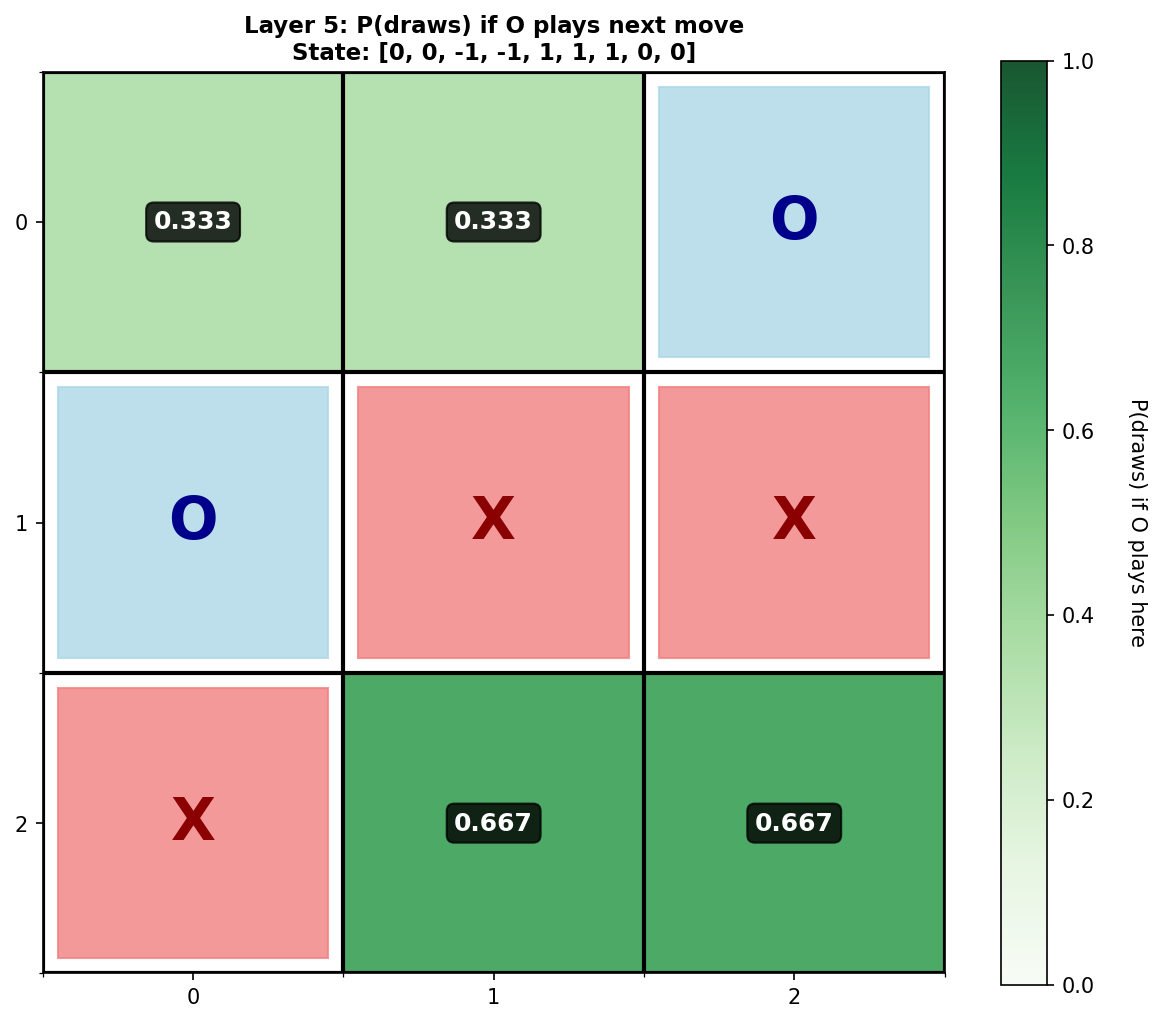 Layer 5: P(draws) if O plays next move
State: [0, 0, -1, -1, 1, 1, 1, 0, 0]
0 0.333 0.333 O
1 O X X
2 X 0.667 0.667
0 1 2
1.0
0.8
0.6
0.4
0.2
0.0
P(draws) if O plays here